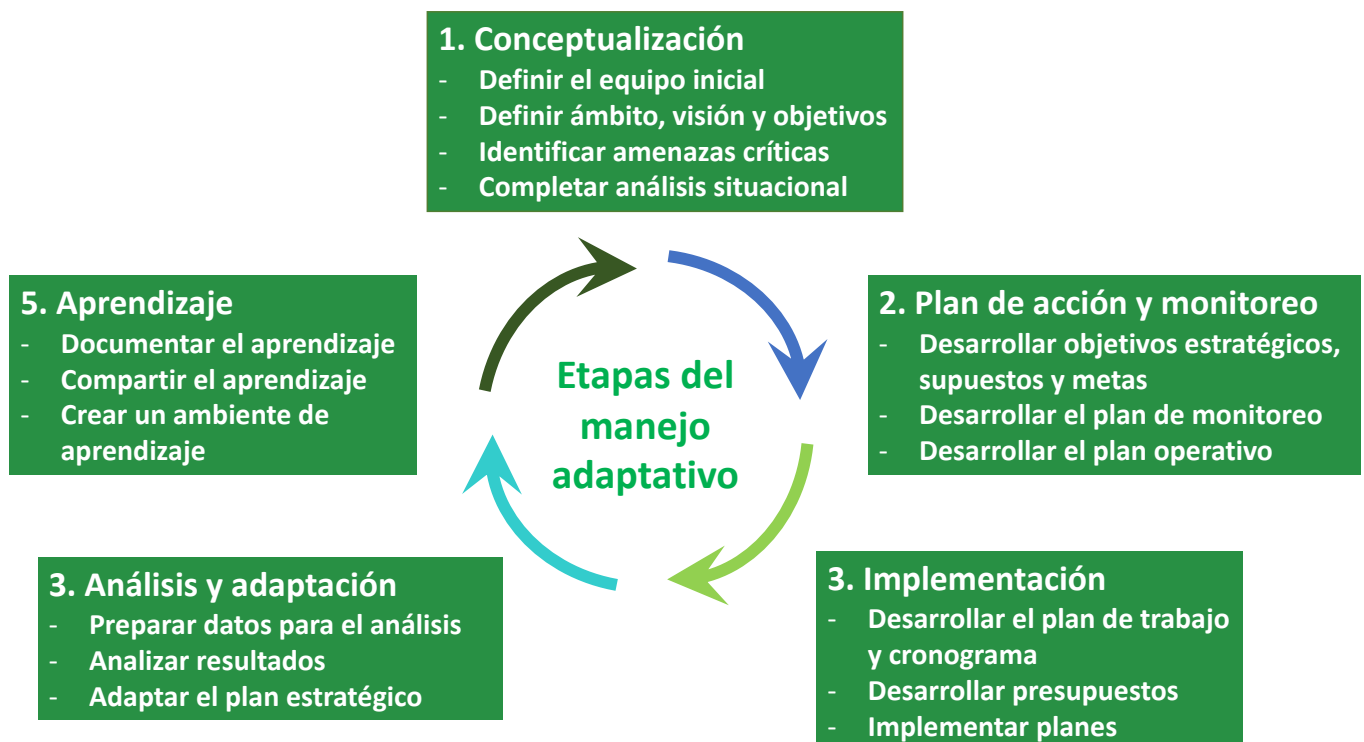 1. Conceptualización
- Definir el equipo inicial
- Definir ámbito, visión y objetivos
- Identificar amenazas críticas
- Completar análisis situacional
5. Aprendizaje
- Documentar el aprendizaje
- Compartir el aprendizaje
- Crear un ambiente de
aprendizaje
Etapas del
manejo
adaptativo
2. Plan de acción y monitoreo
- Desarrollar objetivos estratégicos,
supuestos y metas
- Desarrollar el plan de monitoreo
- Desarrollar el plan operativo
3. Análisis y adaptación
- Preparar datos para el análisis
- Analizar resultados
- Adaptar el plan estratégico
3. Implementación
- Desarrollar el plan de trabajo
y cronograma
- Desarrollar presupuestos
- Implementar planes